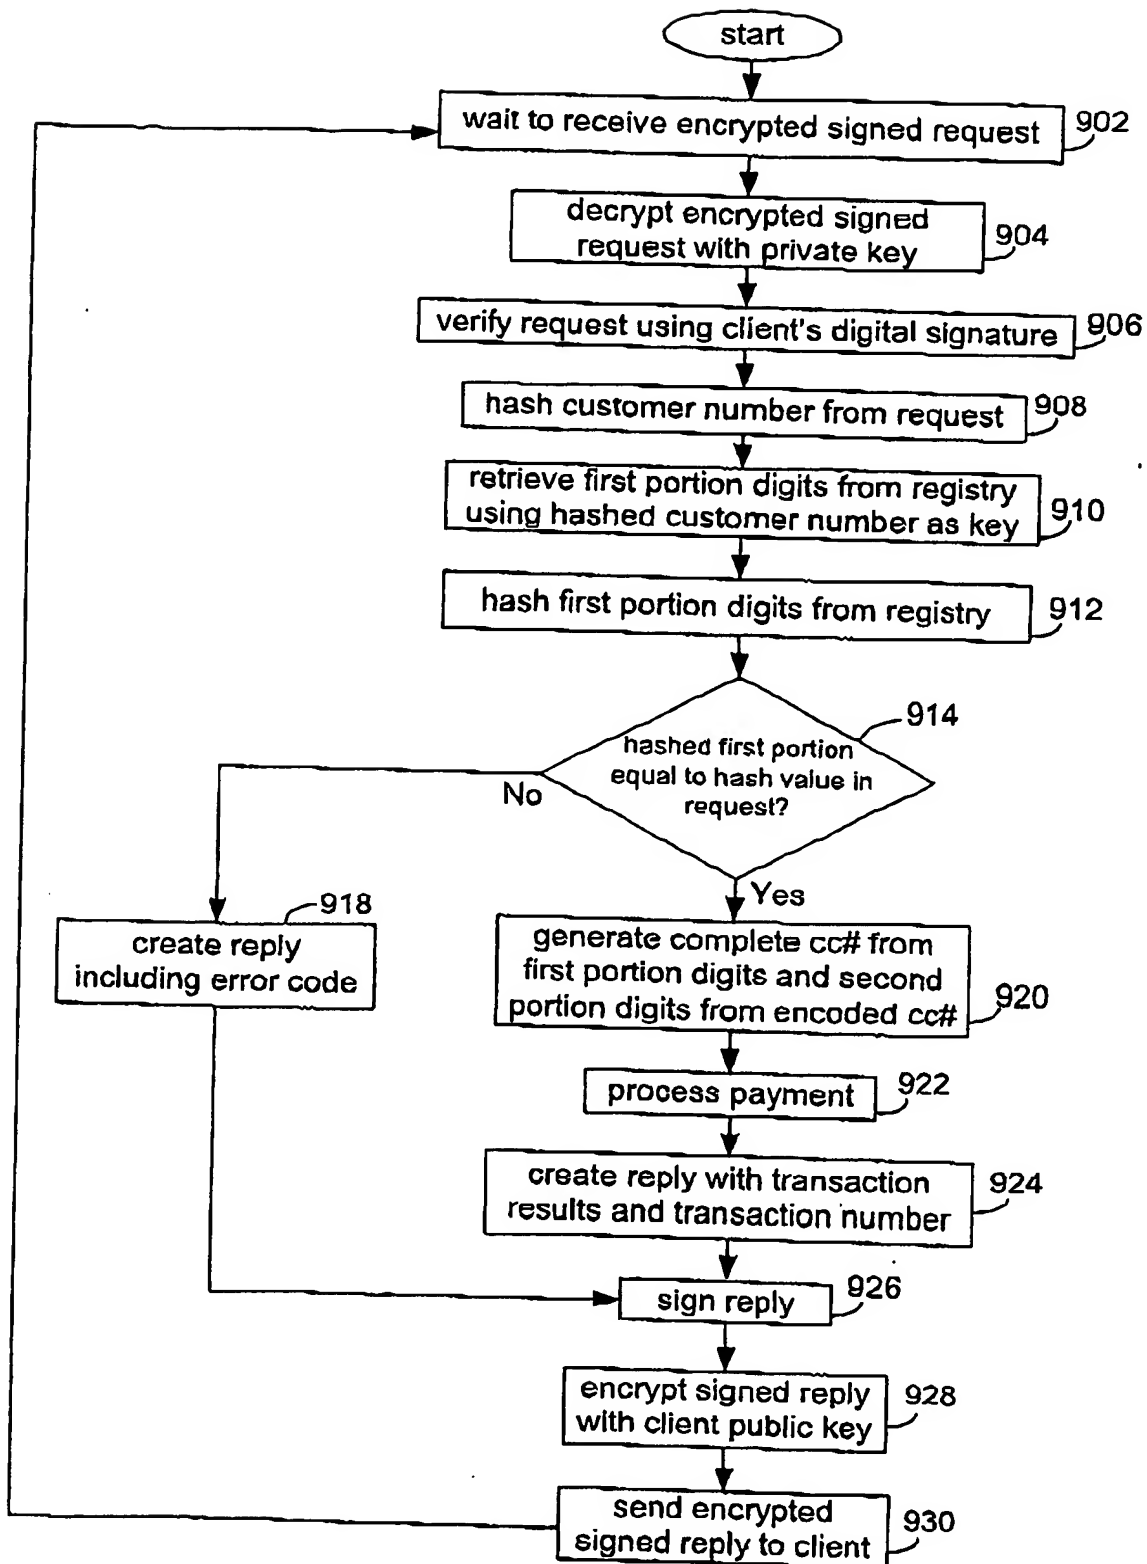 start
wait to receive encrypted signed request
902
decrypt encrypted signed
request with private key
904
verify request using client's digital signature
906
hash customer number from request
908
retrieve first portion digits from registry
using hashed customer number as key
910
hash first portion digits from registry
912
914
hashed first portion
equal to hash value in
request?
No
Yes
918
create reply
including error code
generate complete cc# from
first portion digits and second
portion digits from encoded cc#
920
process payment
922
create reply with transaction
results and transaction number
924
sign reply
926
encrypt signed reply
with client public key
928
send encrypted
signed reply to client
930